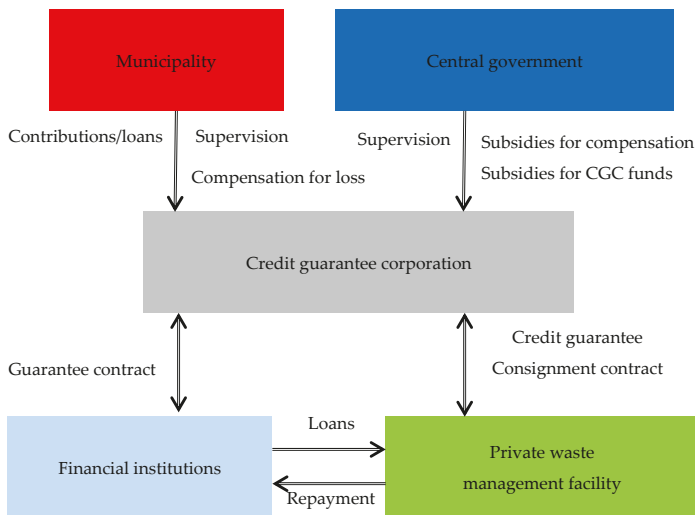 Municipality
Central government
Contributions/loans
Supervision
Compensation for loss
Supervision
Subsidies for compensation
Subsidies for CGC funds
Credit guarantee corporation
Guarantee contract
Credit guarantee
Consignment contract
Financial institutions
Loans
Repayment
Private waste
management facility